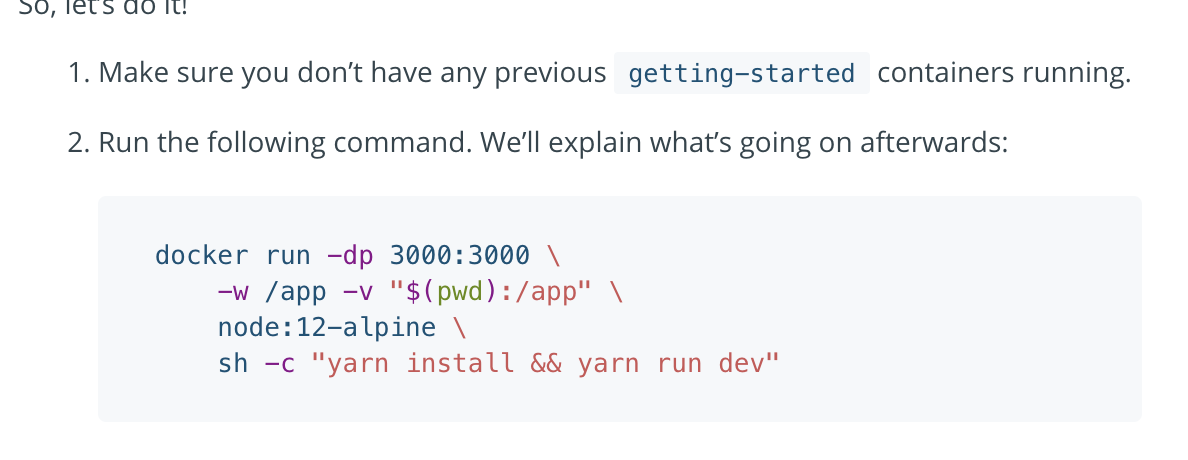 So, let's do it!
1. Make sure you don’t have any previous getting-started containers running.
2. Run the following command. We’ll explain what’s going on afterwards:
docker run -dp 3000:3000 \
    -w /app -v "$(pwd):/app" \
    node:12-alpine \
    sh -c "yarn install && yarn run dev"